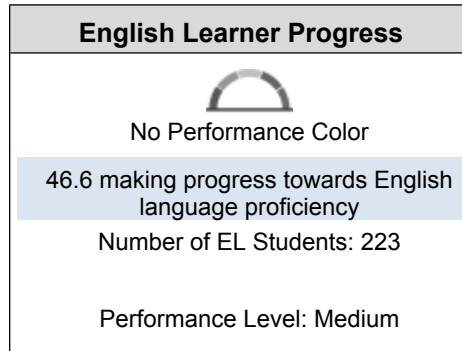 English Learner Progress
No Performance Color
46.6 making progress towards English
language proficiency
Number of EL Students: 223
Performance Level: Medium